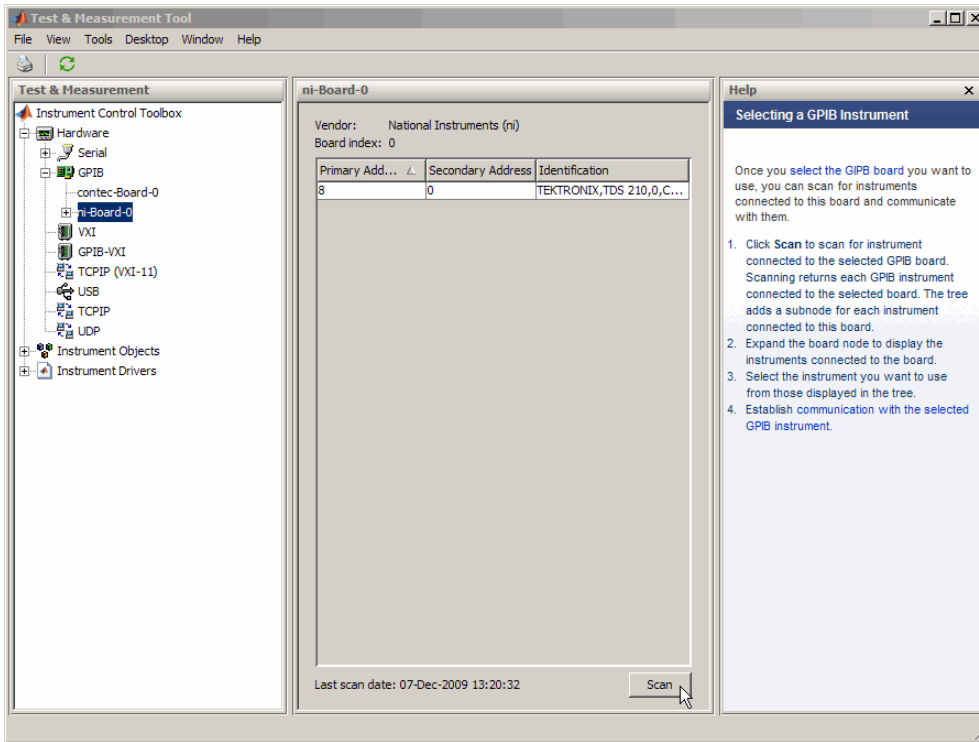 Test & Measurement Tool
File View Tools Desktop Window Help
Test & Measurement
Instrument Control Toolbox
Hardware
Serial
GPIB
contec-Board-0
ni-Board-0
VXI
GPIB-VXI
TCPIP (VXI-11)
USB
TCPIP
UDP
Instrument Objects
Instrument Drivers
ni-Board-0
Vendor: National Instruments (ni)
Board index: 0
Primary Add... Secondary Address Identification
8 0 TEKTRONIX,TDS 210,0,C...
Last scan date: 07-Dec-2009 13:20:32
Scan
Help
Selecting a GPIB Instrument
Once you select the GIPB board you want to
use, you can scan for instruments
connected to this board and communicate
with them.
1. Click Scan to scan for instrument
connected to the selected GPIB board.
Scanning returns each GPIB instrument
connected to the selected board. The tree
adds a subnode for each instrument
connected to this board.
2. Expand the board node to display the
instruments connected to the board.
3. Select the instrument you want to use
from those displayed in the tree.
4. Establish communication with the selected
GPIB instrument.